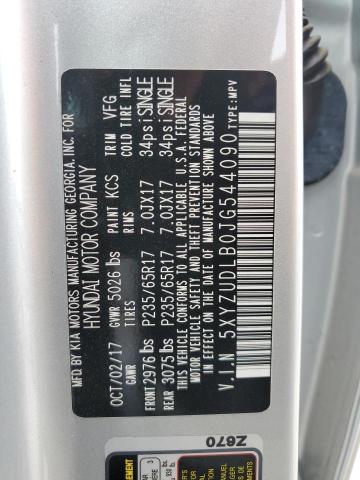 MFD. BY KIA MOTORS MANUFACTURING GEORGIA, INC. FOR
HYUNDAI MOTOR COMPANY
OCT/02/17 GVWR 5026 lbs PAINT KCS TRIM VFG
GAWR TIRES RIMS COLD TIRE INFL
FRONT 2976 lbs P235/65R17 7.0JX17 34psi SINGLE
REAR 3075 lbs P235/65R17 7.0JX17 34psi SINGLE
THIS VEHICLE CONFORMS TO ALL APPLICABLE U.S.A. FEDERAL
MOTOR VEHICLE SAFETY, BUMPER, AND THEFT PREVENTION STANDARDS
IN EFFECT ON THE DATE OF MANUFACTURE SHOWN ABOVE.
V.I.N 5XYZUDLB0JG544090 TYPE: MPV
Z670